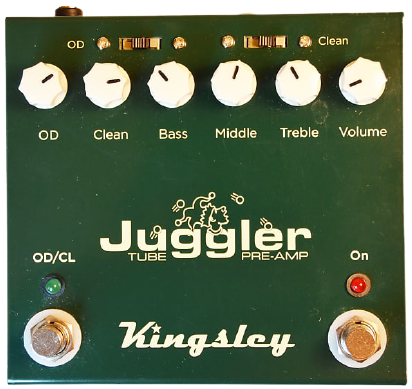 OD Clean
OD Clean Bass Middle Treble Volume
Juggler
TUBE PRE-AMP
OD/CL On
Kingsley